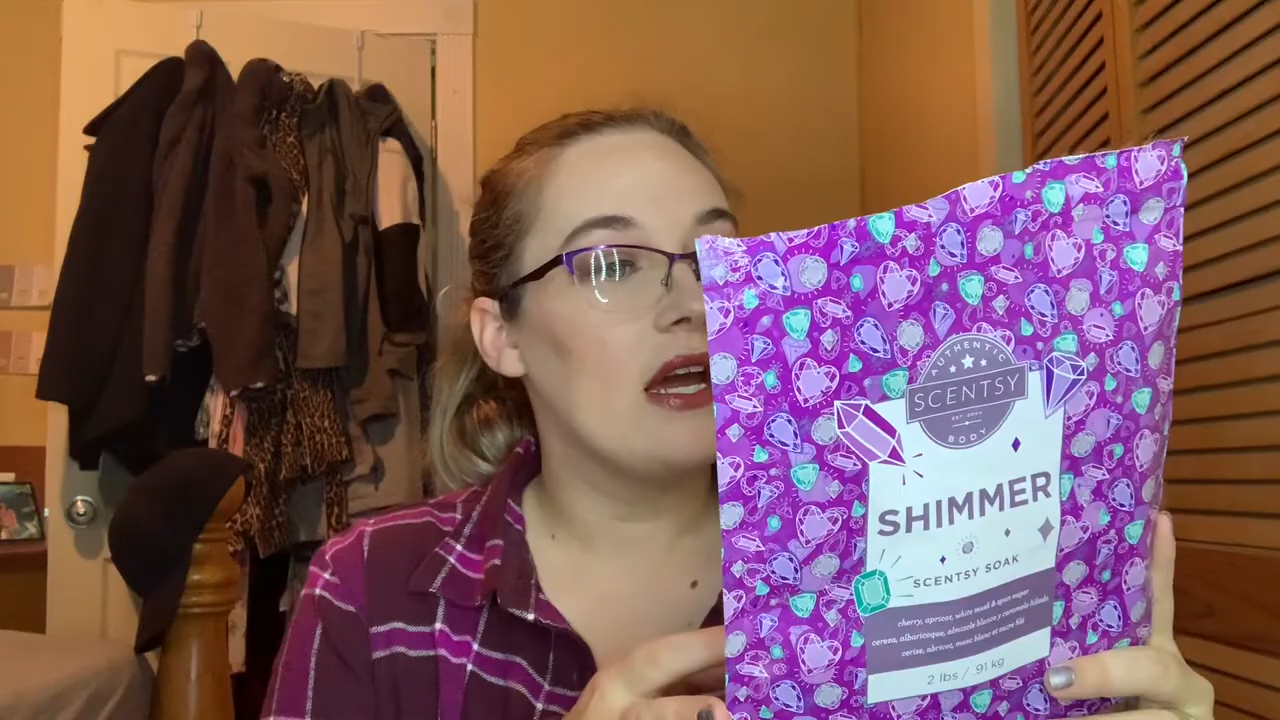 AUTHENTIC
SCENTSY
EST. 2004
BODY
SHIMMER
SCENTSY SOAK
cherry, apricot, white musk & spun sugar
cereza, albaricoque, almizcle blanco y caramelo hilado
cerise, abricot, musc blanc et sucre filé
2 lbs / .91 kg